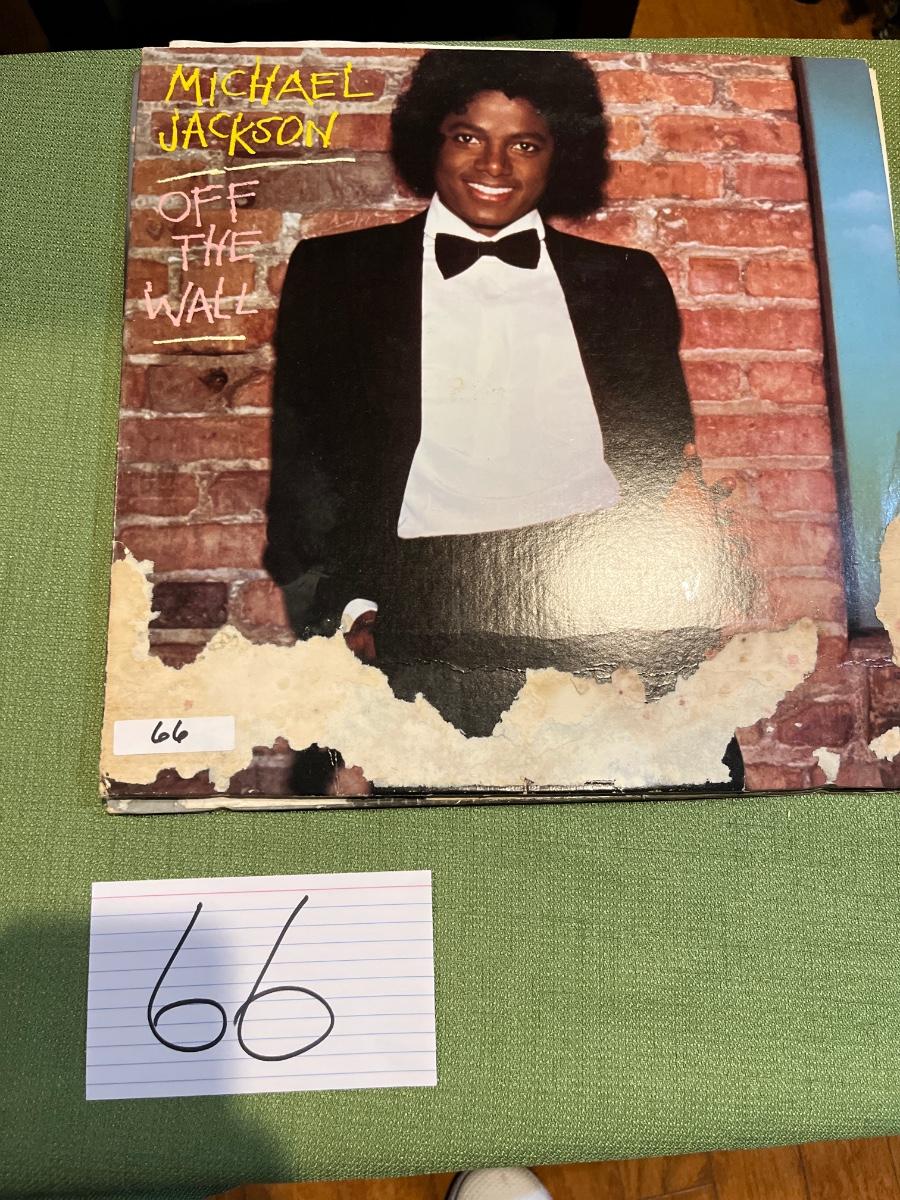 MICHAEL
JACKSON
OFF
THE
WALL
66
66